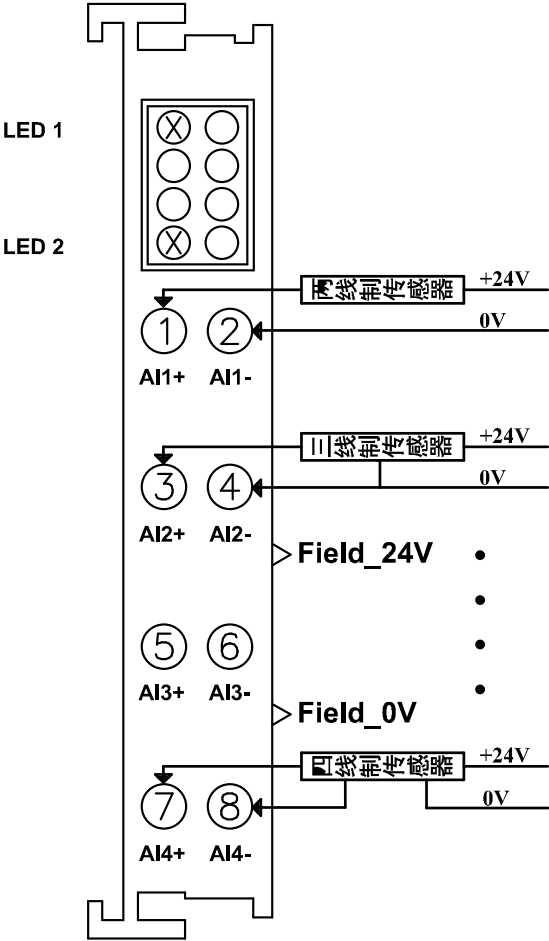 LED 1
LED 2
两线制传感器 +24V
0V
① ②
AI1+ AI1-
三线制传感器 +24V
0V
③ ④
AI2+ AI2-
Field_24V
⑤ ⑥
AI3+ AI3-
Field_0V
四线制传感器 +24V
0V
⑦ ⑧
AI4+ AI4-